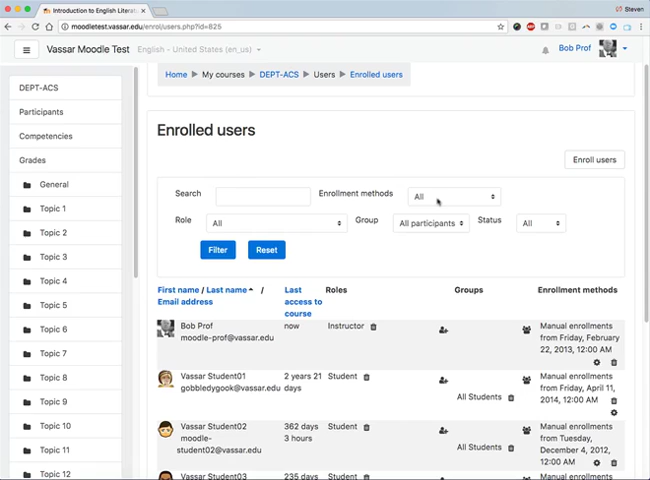 Introduction to English Literat
Steven
moodletest.vassar.edu/enrol/users.php?id=825
Vassar Moodle Test English - United States (en_us)
Bob Prof
Home ▶ My courses ▶ DEPT-ACS ▶ Users ▶ Enrolled users
DEPT-ACS
Participants
Competencies
Grades
General
Topic 1
Topic 2
Topic 3
Topic 4
Topic 5
Topic 6
Topic 7
Topic 8
Topic 9
Topic 10
Topic 11
Topic 12
Enrolled users
Enroll users
Search Enrollment methods All
Role All Group All participants Status All
Filter Reset
First name / Last name / Email address
Last access to course
Roles
Groups
Enrollment methods
Bob Prof
moodle-prof@vassar.edu
now
Instructor
Manual enrollments
from Friday, February
22, 2013, 12:00 AM
Vassar Student01
gobbledygook@vassar.edu
2 years 21
days
Student
All Students
Manual enrollments
from Friday, April 11,
2014, 12:00 AM
Vassar Student02
moodle-
student02@vassar.edu
362 days
3 hours
Student
All Students
Manual enrollments
from Tuesday,
December 4, 2012,
12:00 AM
Vassar Student03
235 days
Student
Manual enrollments